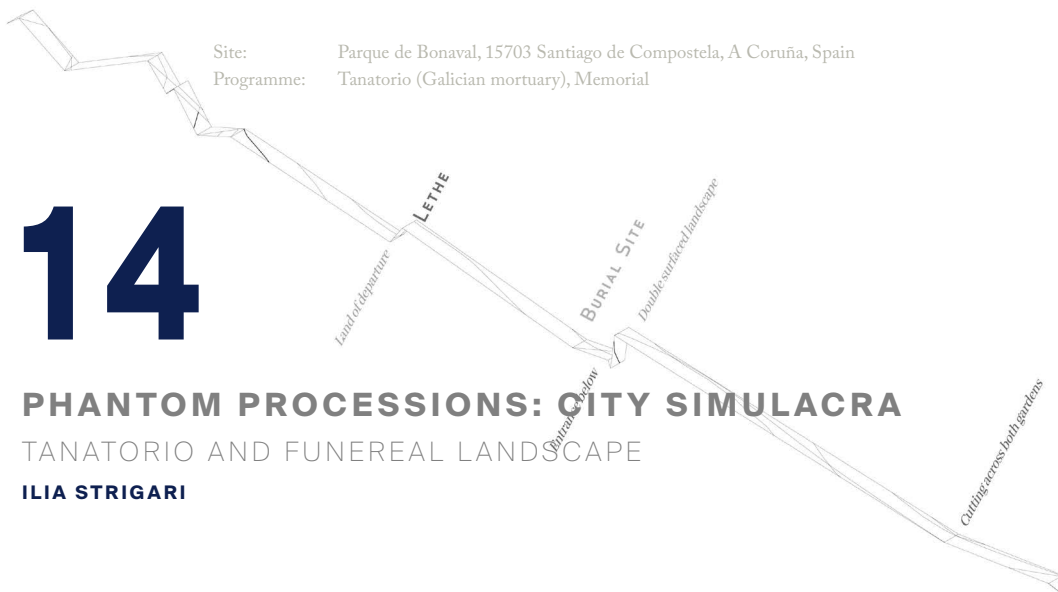 Site: Parque de Bonaval, 15703 Santiago de Compostela, A Coruña, Spain
Programme: Tanatorio (Galician mortuary), Memorial
LETHE
Land of departure
BURIAL SITE
Double surfaced landscape
14
Entrance below
Cutting across both gardens
PHANTOM PROCESSIONS: CITY SIMULACRA
TANATORIO AND FUNEREAL LANDSCAPE
ILIA STRIGARI